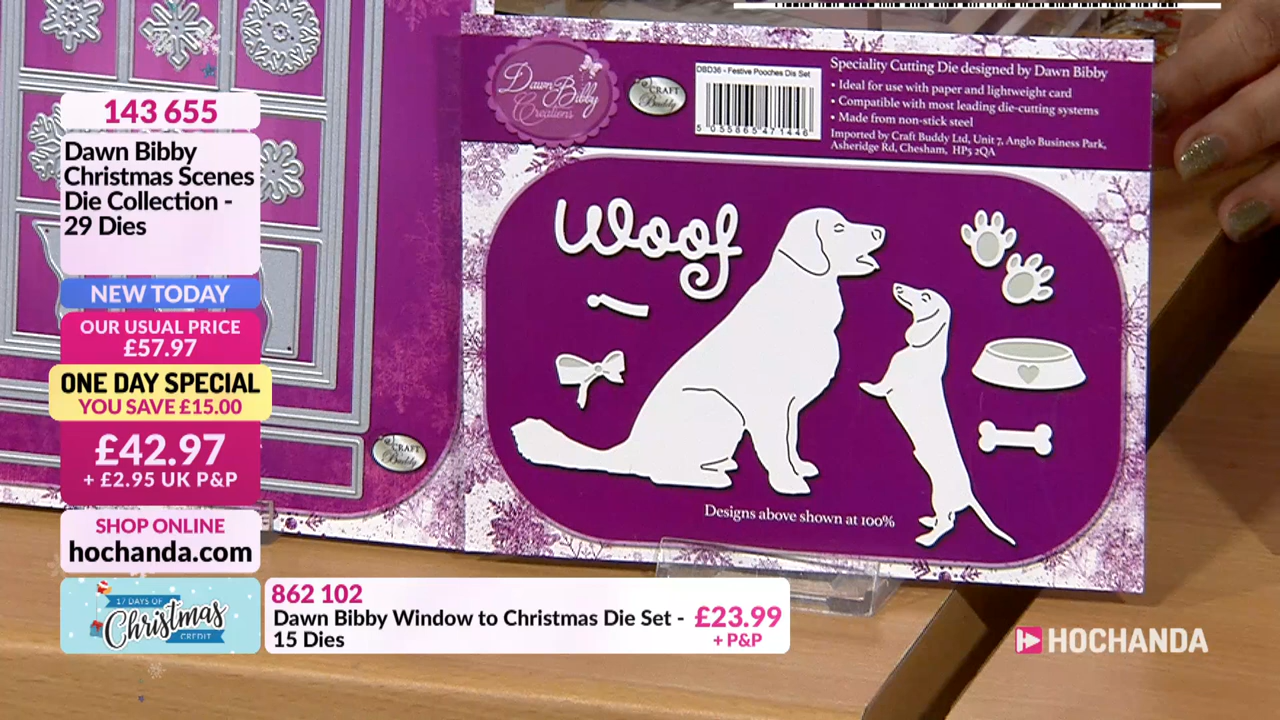 143 655
Dawn Bibby
Christmas Scenes
Die Collection -
29 Dies
NEW TODAY
OUR USUAL PRICE
£57.97
ONE DAY SPECIAL
YOU SAVE £15.00
£42.97
+ £2.95 UK P&P
SHOP ONLINE
hochanda.com
17 DAYS OF
Christmas
CREDIT
862 102
Dawn Bibby Window to Christmas Die Set -
15 Dies
£23.99
+ P&P
HOCHANDA
Dawn Bibby
Creations
CRAFT
Buddy
DBD36 - Festive Pooches Dis Set
5 055865 471446
Speciality Cutting Die designed by Dawn Bibby
• Ideal for use with paper and lightweight card
• Compatible with most leading die-cutting systems
• Made from non-stick steel
Imported by Craft Buddy Ltd, Unit 7, Anglo Business Park,
Asheridge Rd, Chesham, HP5 2QA
Woof
Designs above shown at 100%
CRAFT
Buddy